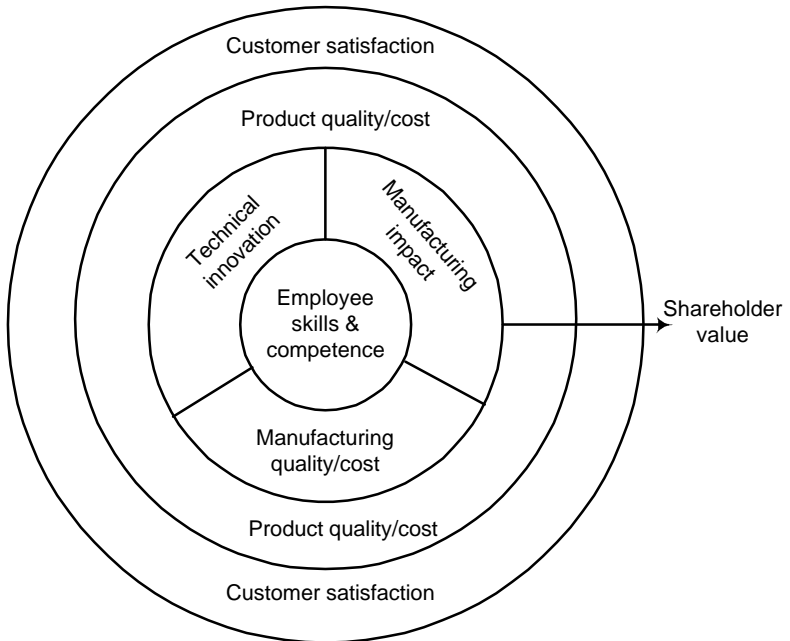 Customer satisfaction
Product quality/cost
Technical
innovation
Manufacturing
impact
Employee
skills &
competence
Shareholder
value
Manufacturing
quality/cost
Product quality/cost
Customer satisfaction